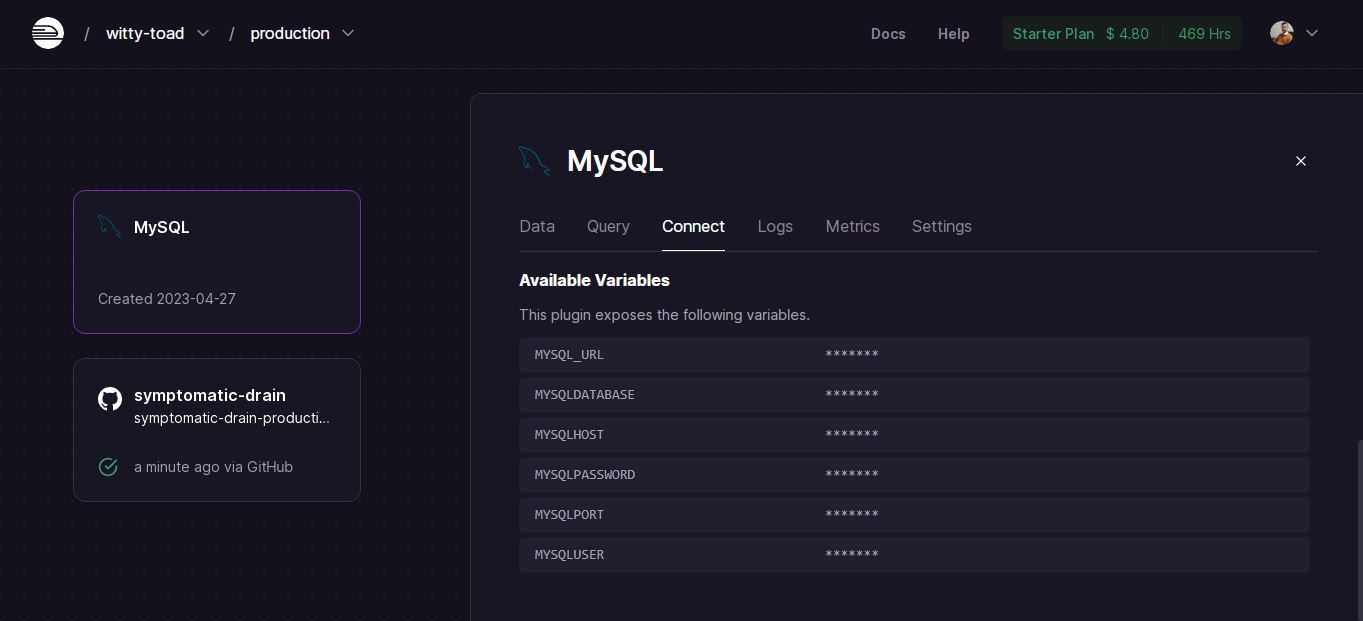 / witty-toad / production
Docs Help Starter Plan $ 4.80 469 Hrs
MySQL
Created 2023-04-27
symptomatic-drain
symptomatic-drain-producti...
a minute ago via GitHub
MySQL
Data Query Connect Logs Metrics Settings
Available Variables
This plugin exposes the following variables.
MYSQL_URL *******
MYSQLDATABASE *******
MYSQLHOST *******
MYSQLPASSWORD *******
MYSQLPORT *******
MYSQLUSER *******